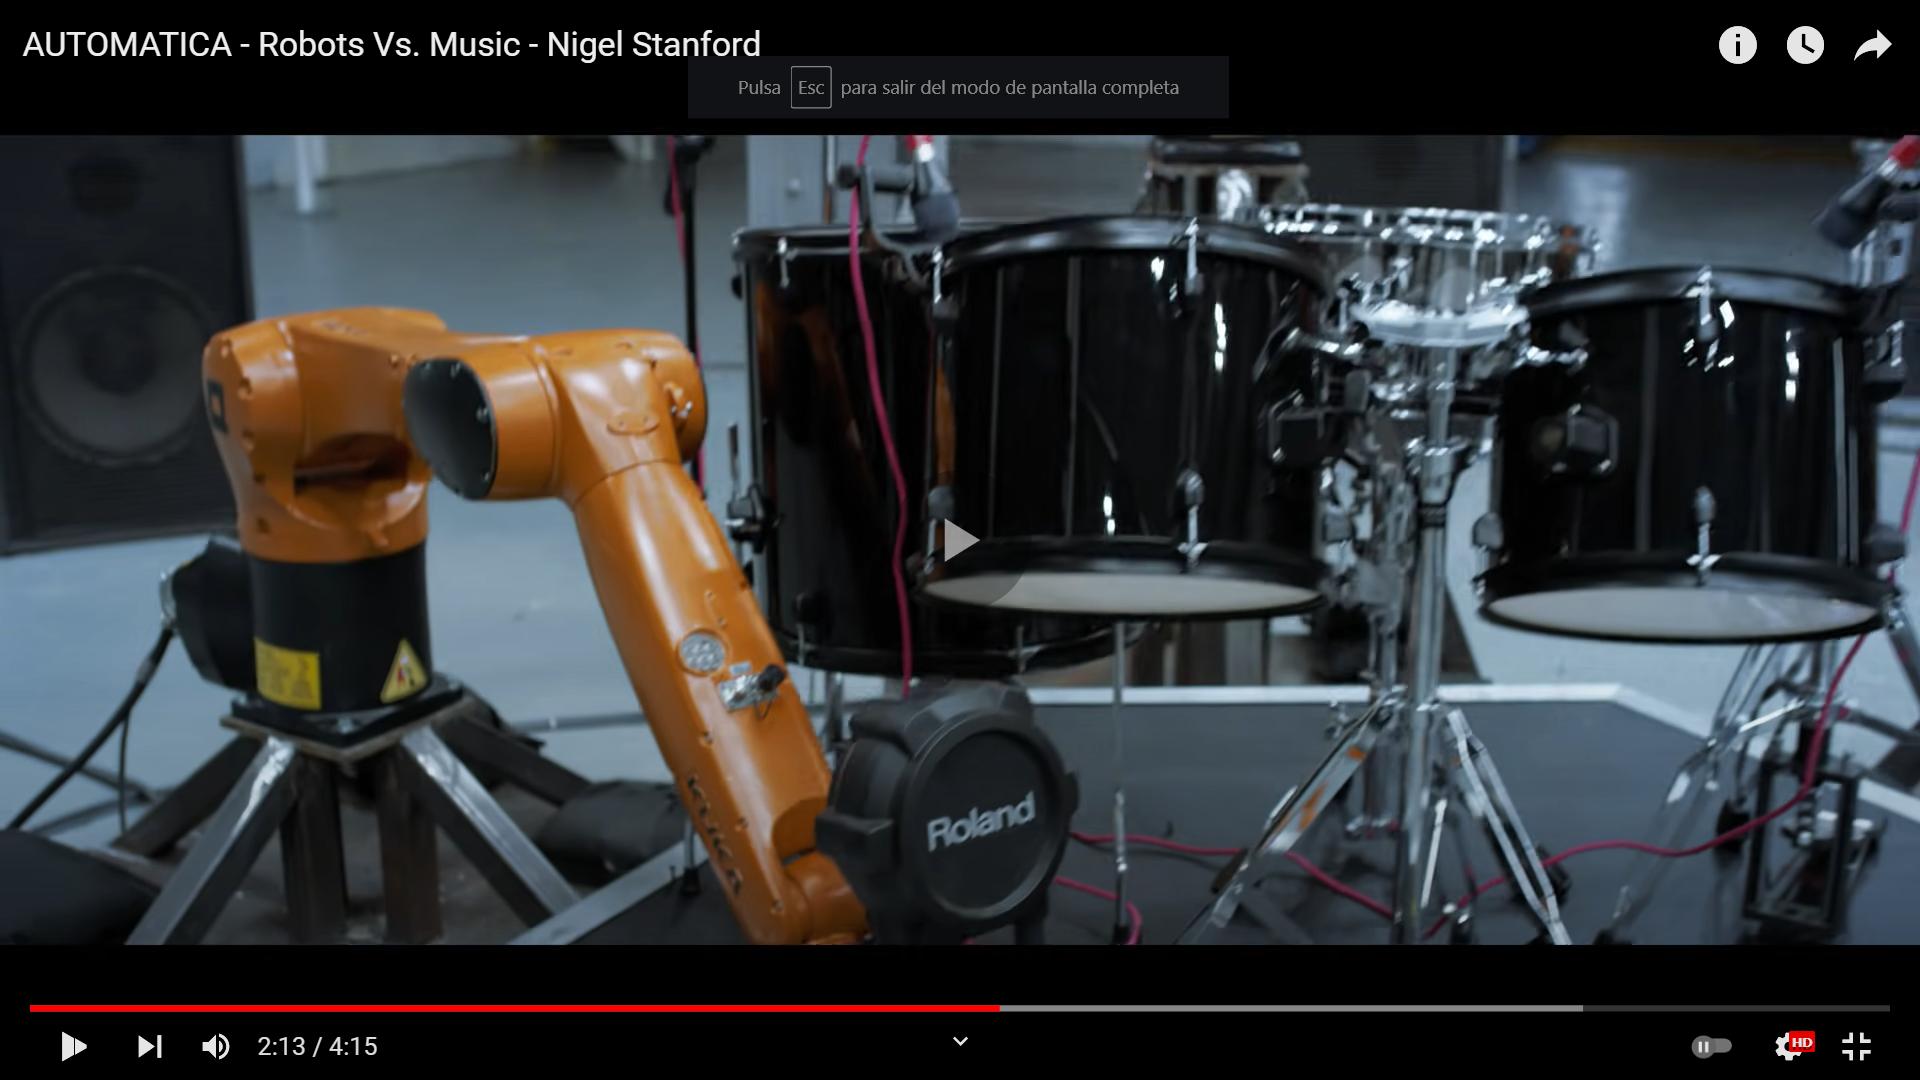 AUTOMATICA - Robots Vs. Music - Nigel Stanford
Pulsa Esc para salir del modo de pantalla completa
Roland
KUKA
2:13 / 4:15
HD